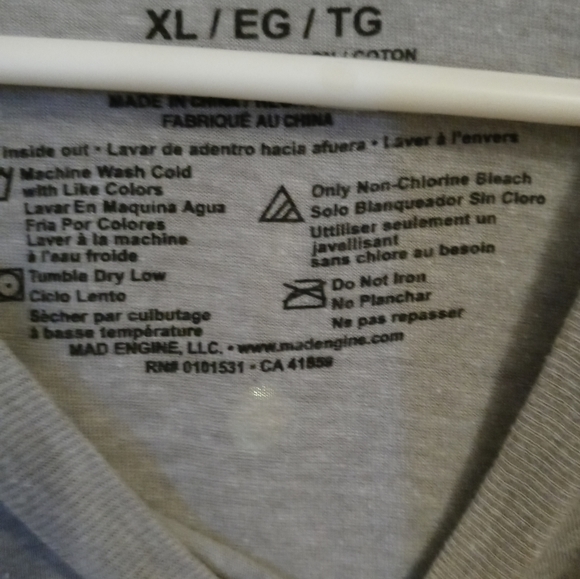 XL / EG / TG
COTTON
MADE IN CHINA /
FABRIQUÉ AU CHINA
inside out • Lavar de adentro hacia afuera • Laver à l'envers
Machine Wash Cold
with Like Colors
Lavar En Maquina Agua
Fria Por Colores
Laver à la machine
à l'eau froide
Only Non-Chlorine Bleach
Solo Blanqueador Sin Cloro
Uttiliser seulement un
javellisant
sans chlore au besoin
Tumble Dry Low
Ciclo Lento
Sècher par culbutage
à basse température
Do Not Iron
No Planchar
Ne pas repasser
MAD ENGINE, LLC. • www.madengine.com
RN# 0101531 • CA 41859